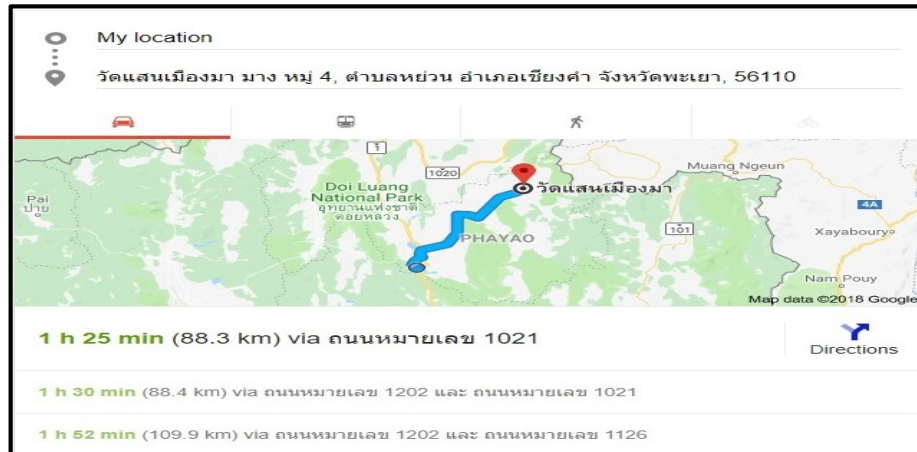 My location
วัดแสนเมืองมา มาง หมู่ 4, ตำบลหย่วน อำเภอเชียงคำ จังหวัดพะเยา, 56110
1
1020
Muang Ngeun
Pai
ปาย
Doi Luang
National Park
อุทยานแห่งชาติ
ดอยหลวง
วัดแสนเมืองมา
4A
101
PHAYAO
Xayaboury
Nam Pouy
Map data ©2018 Google
1 h 25 min (88.3 km) via ถนนหมายเลข 1021
Directions
1 h 30 min (88.4 km) via ถนนหมายเลข 1202 และ ถนนหมายเลข 1021
1 h 52 min (109.9 km) via ถนนหมายเลข 1202 และ ถนนหมายเลข 1126